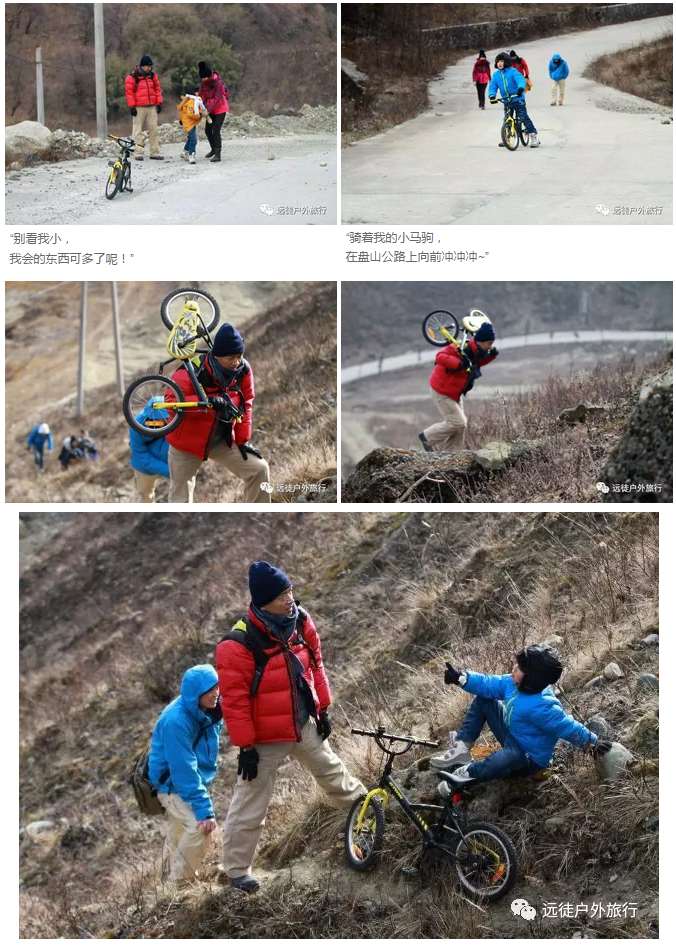 远徒户外旅行
远徒户外旅行
“别看我小，
我会的东西可多了呢！”
“骑着我的小马驹，
在盘山公路上向前冲冲冲~”
远徒户外旅行
远徒户外旅行
远徒户外旅行